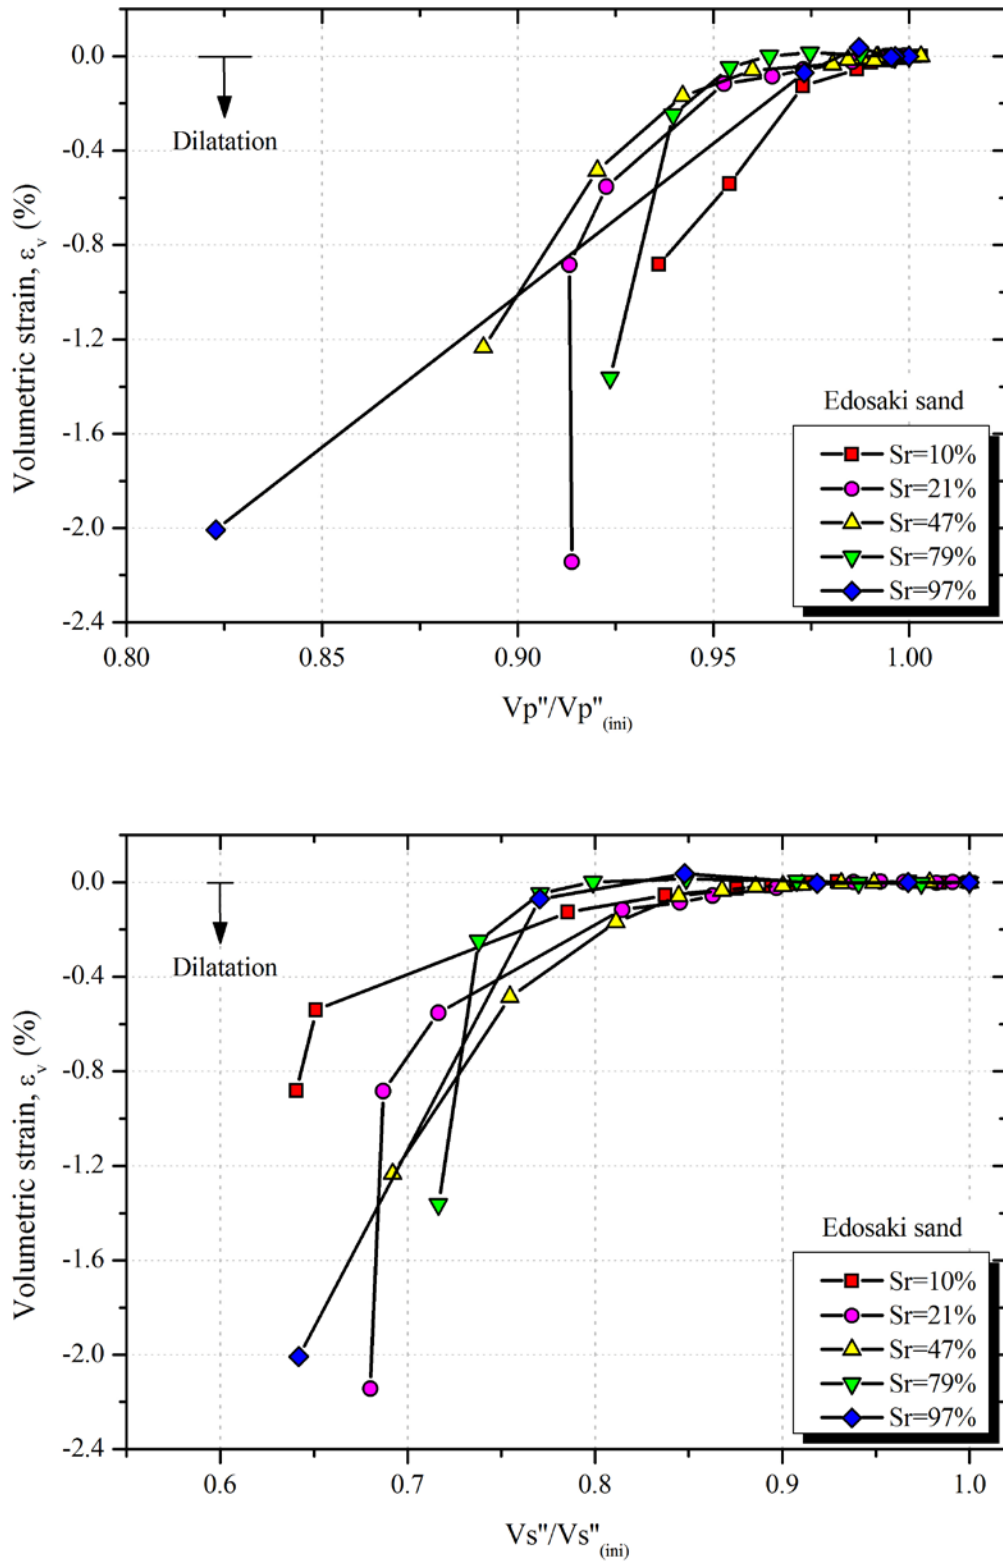 0.0
-0.4
-0.8
-1.2
-1.6
-2.0
-2.4
Volumetric strain, εv (%)
Dilatation
Edosaki sand
Sr=10%
Sr=21%
Sr=47%
Sr=79%
Sr=97%
0.80 0.85 0.90 0.95 1.00
Vp"/Vp"(ini)
0.0
-0.4
-0.8
-1.2
-1.6
-2.0
-2.4
Volumetric strain, εv (%)
Dilatation
Edosaki sand
Sr=10%
Sr=21%
Sr=47%
Sr=79%
Sr=97%
0.6 0.7 0.8 0.9 1.0
Vs"/Vs"(ini)